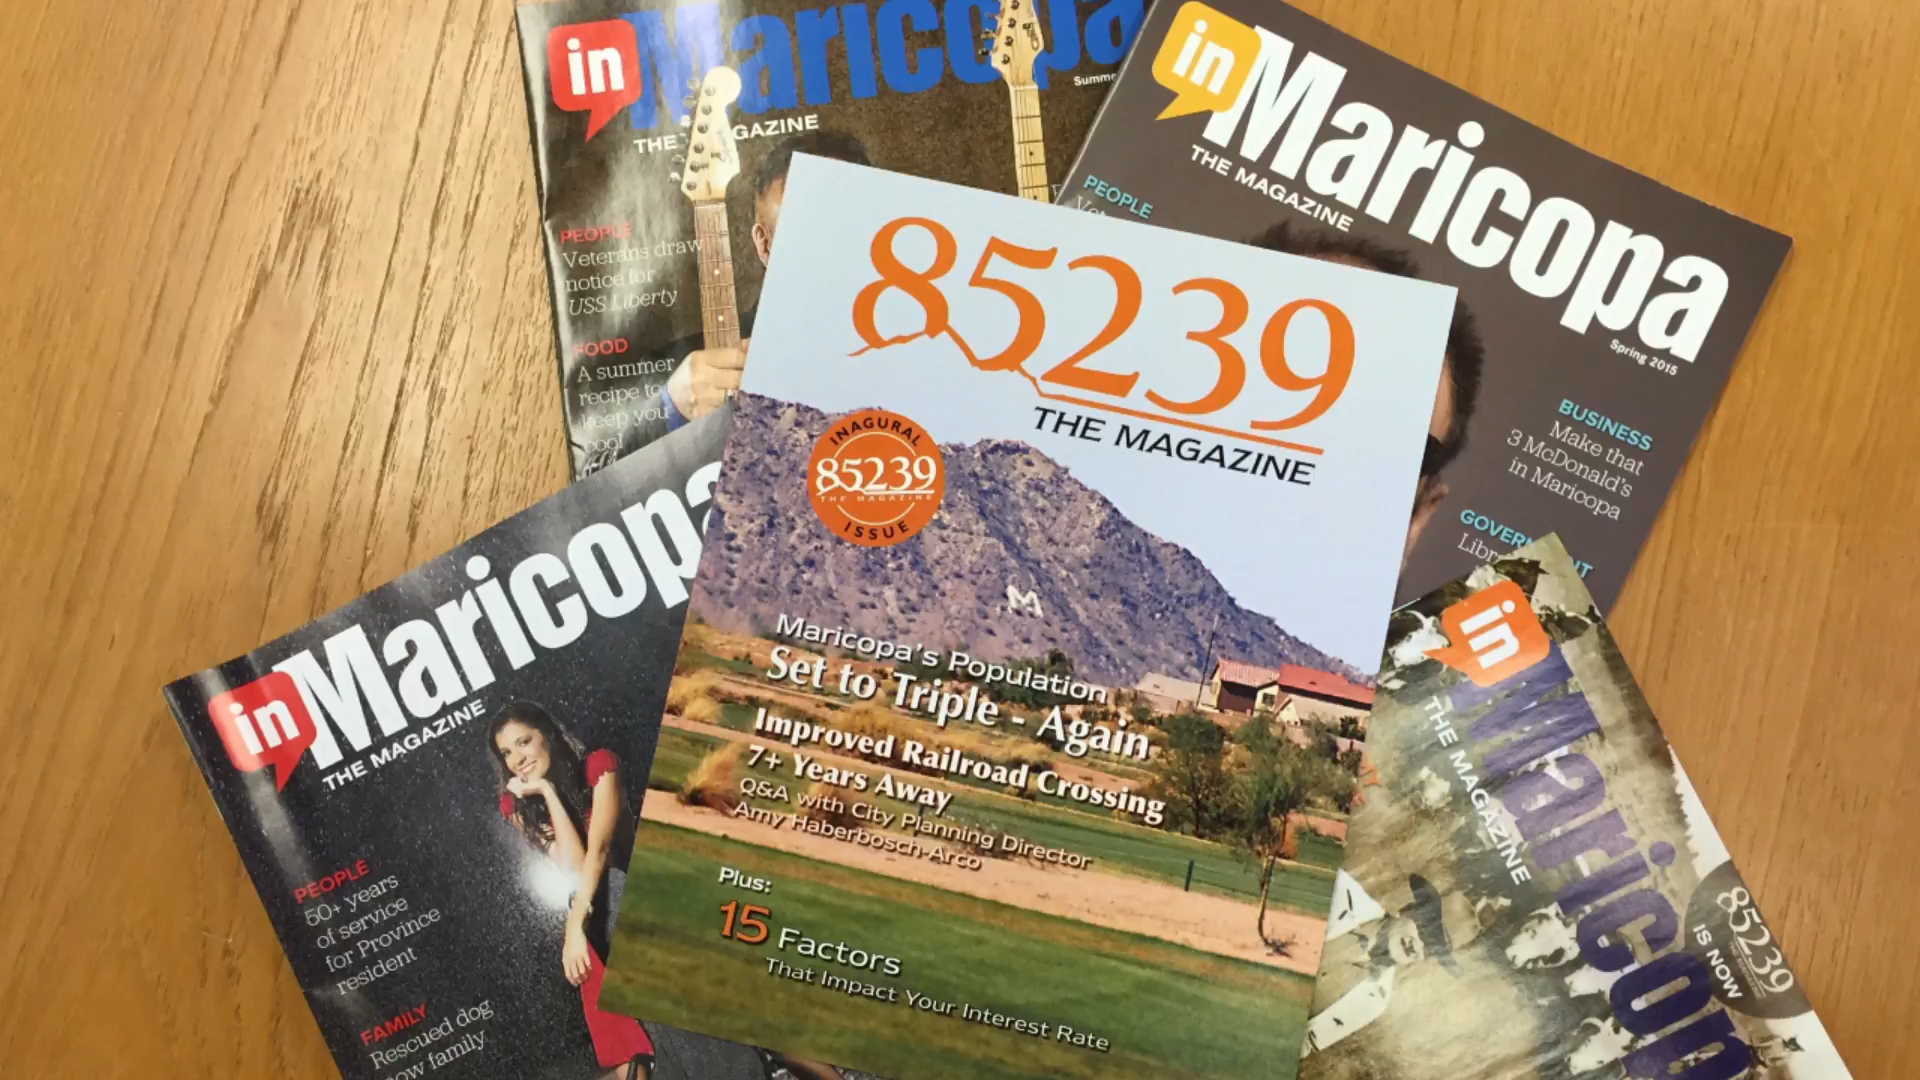 in Maricopa
Summe
THE GAZINE
PEOPLE
Veterans draw
notice for
USS Liberty
FOOD
A summer
recipe to
keep you
cool
in Maricopa
THE MAGAZINE
Spring 2015
PEOPLE
BUSINESS
Make that
3 McDonald's
in Maricopa
85239
THE MAGAZINE
INAGURAL
85239
THE MAGAZINE
ISSUE
M
Maricopa's Population
Set to Triple - Again
Improved Railroad Crossing
7+ Years Away
Q&A with City Planning Director
Amy Haberbosch-Arco
Plus:
15 Factors
That Impact Your Interest Rate
in Maricopa
THE MAGAZINE
PEOPLE
50+ years
of service
for Province
resident
FAMILY
Rescued dog
family
in Maricop
THE MAGAZINE
85239
IS NOW